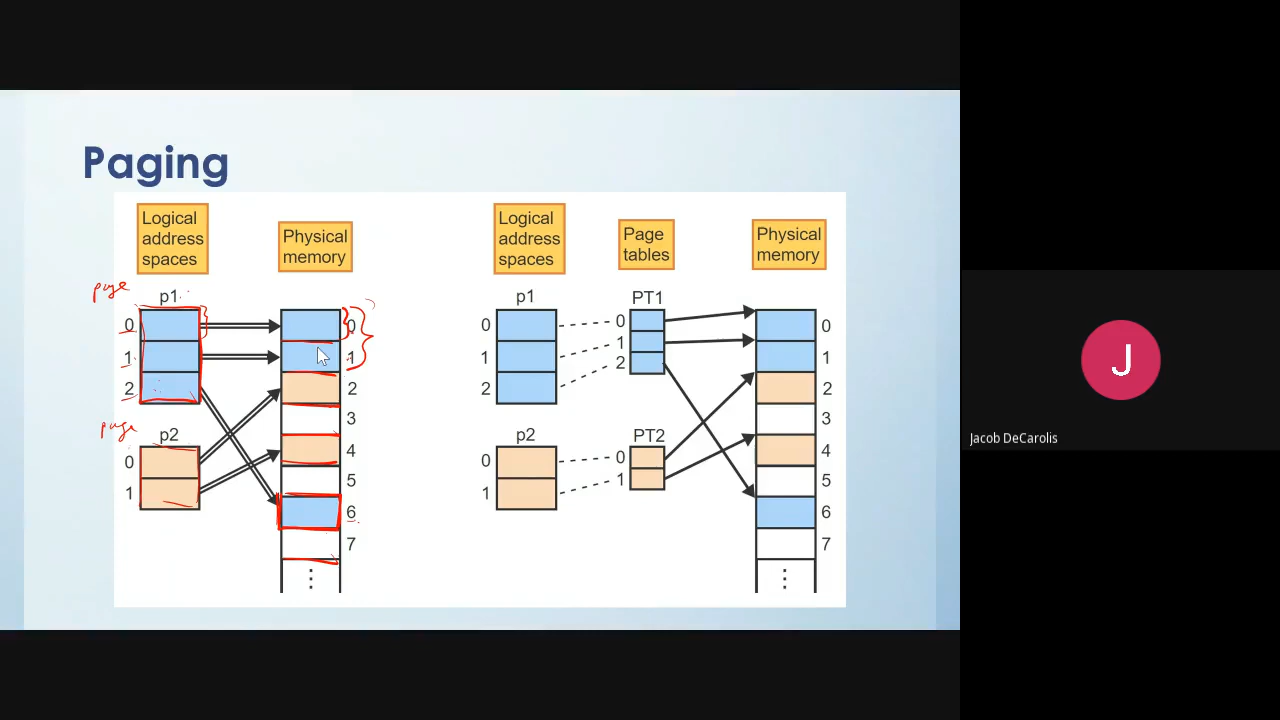 Paging
Logical
address
spaces
Physical
memory
Logical
address
spaces
Page
tables
Physical
memory
page
p1
0
1
2
page
p2
0
1
0
1
2
3
4
5
6
7
⋮
p1
0
1
2
p2
0
1
PT1
0
1
2
PT2
0
1
0
1
2
3
4
5
6
7
⋮
J
Jacob DeCarolis